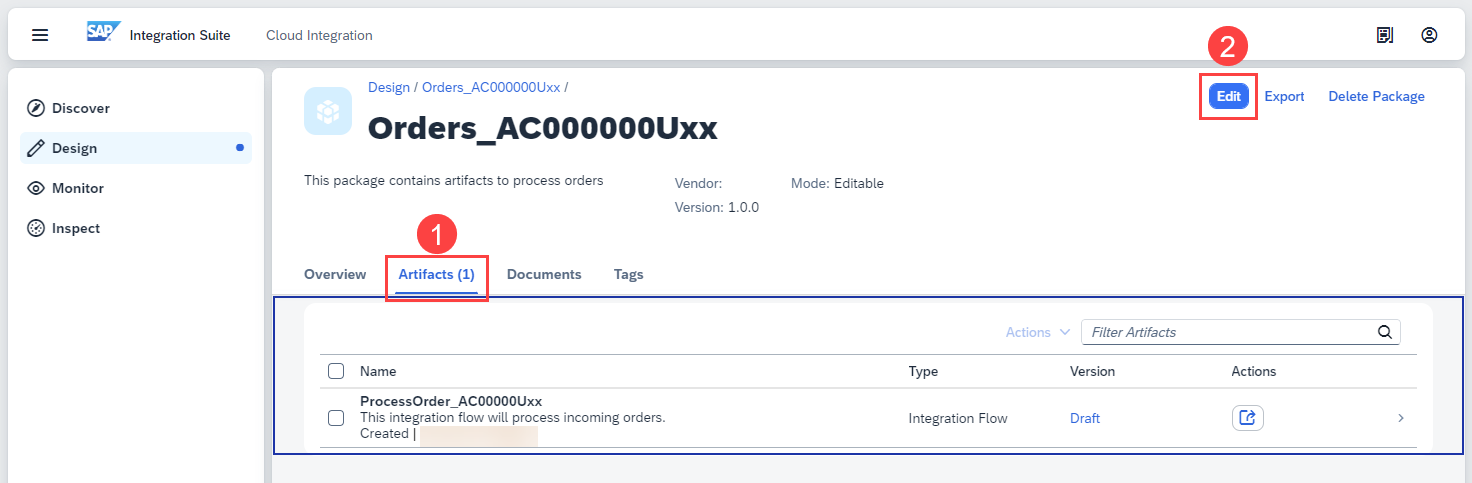 SAP Integration Suite Cloud Integration
2
Discover
Design
Monitor
Inspect
Design / Orders_AC000000Uxx /
Edit Export Delete Package
Orders_AC000000Uxx
This package contains artifacts to process orders
Vendor: Mode: Editable
Version: 1.0.0
1
Overview Artifacts (1) Documents Tags
Actions Filter Artifacts
Name Type Version Actions
ProcessOrder_AC00000Uxx
This integration flow will process incoming orders. Integration Flow Draft
Created |